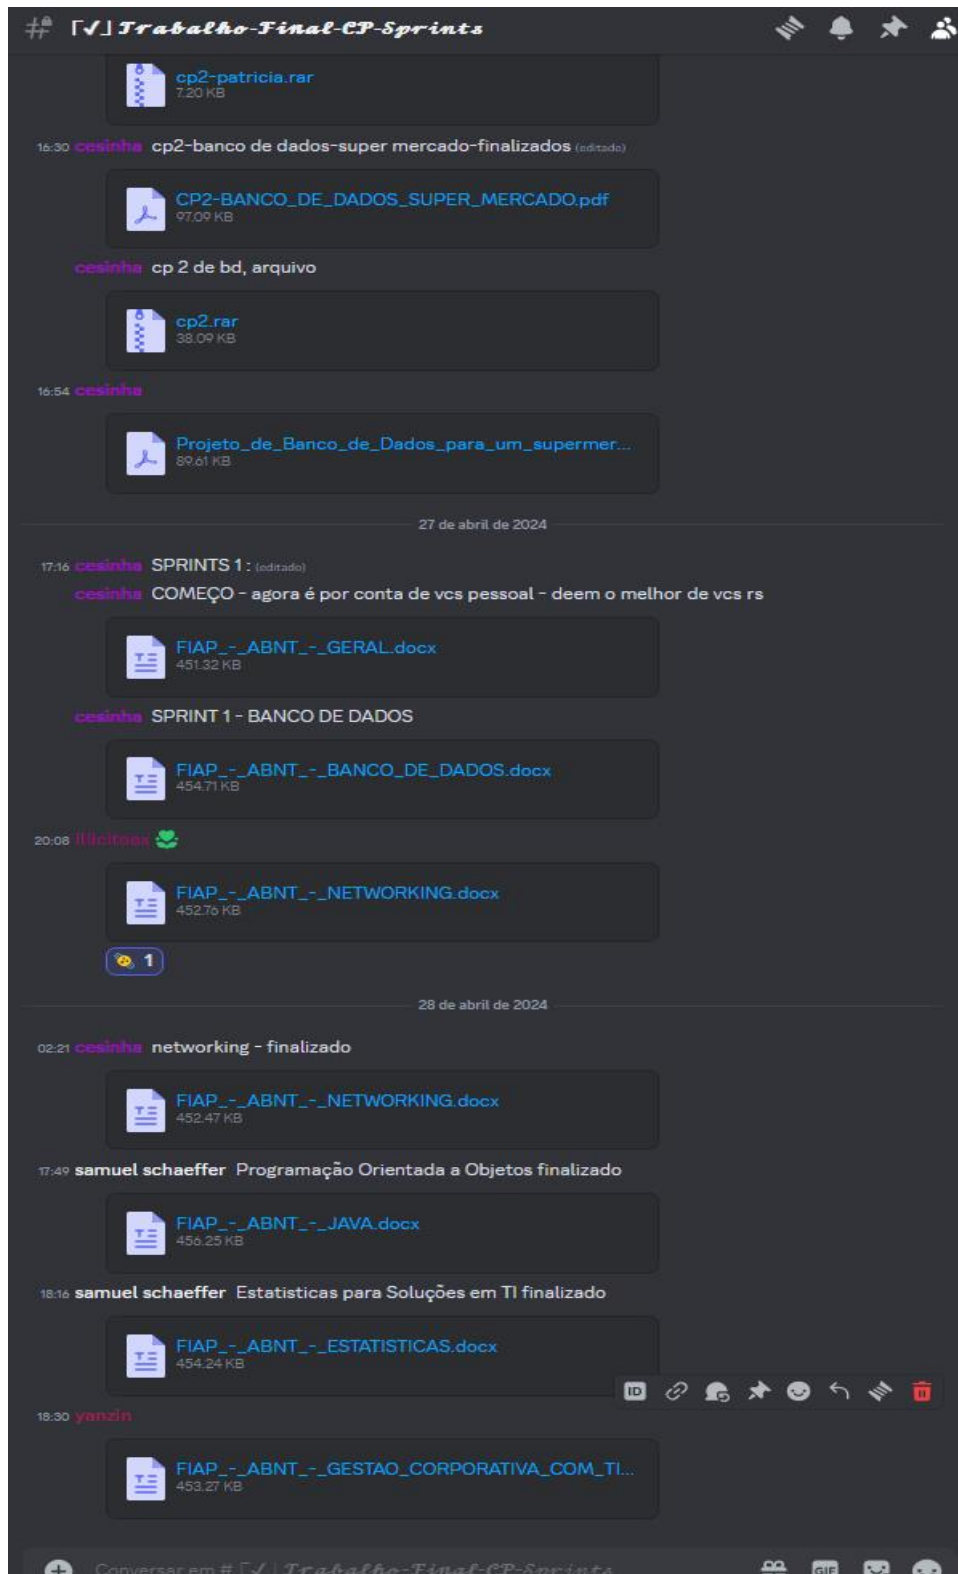 「✓」Trabalho-Final-CP-Sprints
cp2-patricia.rar
7.20 KB
16:30 cesinha cp2-banco de dados-super mercado-finalizados (editado)
CP2-BANCO_DE_DADOS_SUPER_MERCADO.pdf
97.09 KB
cesinha cp 2 de bd, arquivo
cp2.rar
38.09 KB
16:54 cesinha
Projeto_de_Banco_de_Dados_para_um_supermer...
89.61 KB
27 de abril de 2024
17:16 cesinha SPRINTS 1 : (editado)
cesinha COMEÇO - agora é por conta de vcs pessoal - deem o melhor de vcs rs
FIAP_-_ABNT_-_GERAL.docx
451.32 KB
cesinha SPRINT 1 - BANCO DE DADOS
FIAP_-_ABNT_-_BANCO_DE_DADOS.docx
454.71 KB
20:08
FIAP_-_ABNT_-_NETWORKING.docx
452.76 KB
1
28 de abril de 2024
02:21 cesinha networking - finalizado
FIAP_-_ABNT_-_NETWORKING.docx
452.47 KB
17:49 samuel schaeffer Programação Orientada a Objetos finalizado
FIAP_-_ABNT_-_JAVA.docx
456.25 KB
18:16 samuel schaeffer Estatisticas para Soluções em TI finalizado
FIAP_-_ABNT_-_ESTATISTICAS.docx
454.24 KB
ID
18:30 yanzin
FIAP_-_ABNT_-_GESTAO_CORPORATIVA_COM_TI...
453.27 KB
Conversar em # 「✓」Trabalho-Final-CP-Sprints
GIF